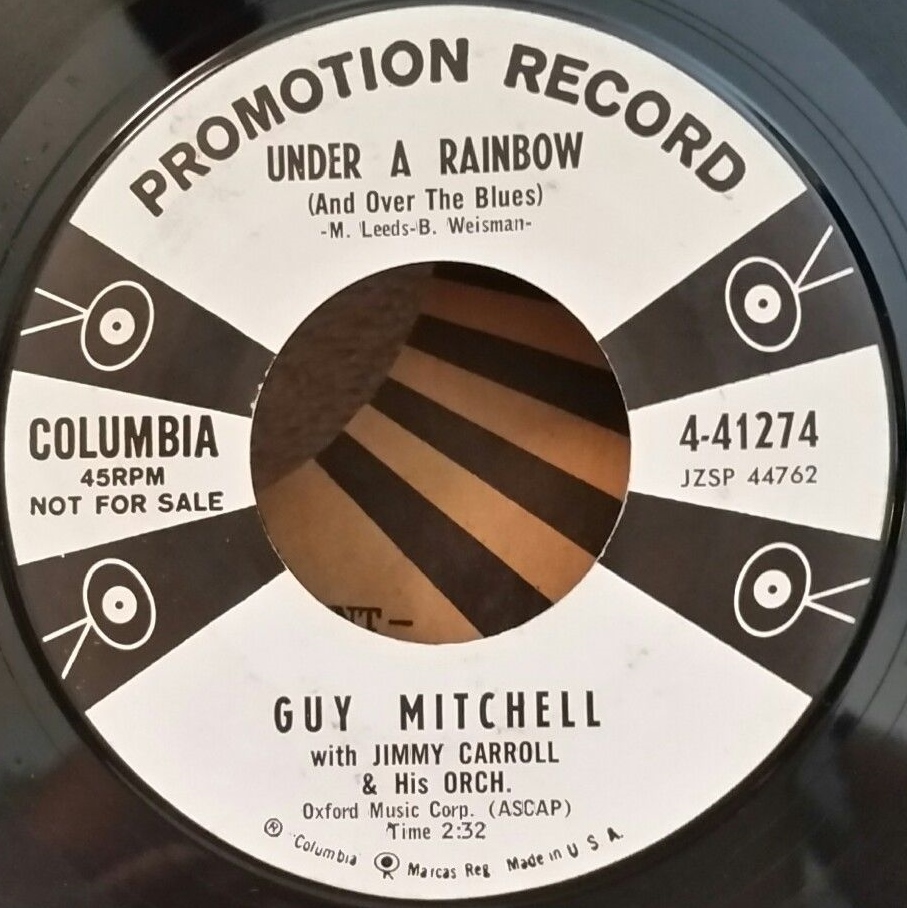 PROMOTION RECORD
UNDER A RAINBOW
(And Over The Blues)
-M. Leeds-B. Weisman-
COLUMBIA
45RPM
NOT FOR SALE
4-41274
JZSP 44762
NT-
GUY MITCHELL
with JIMMY CARROLL
& His ORCH.
Oxford Music Corp. (ASCAP)
Time 2:32
® "Columbia" Marcas Reg Made in U S A.